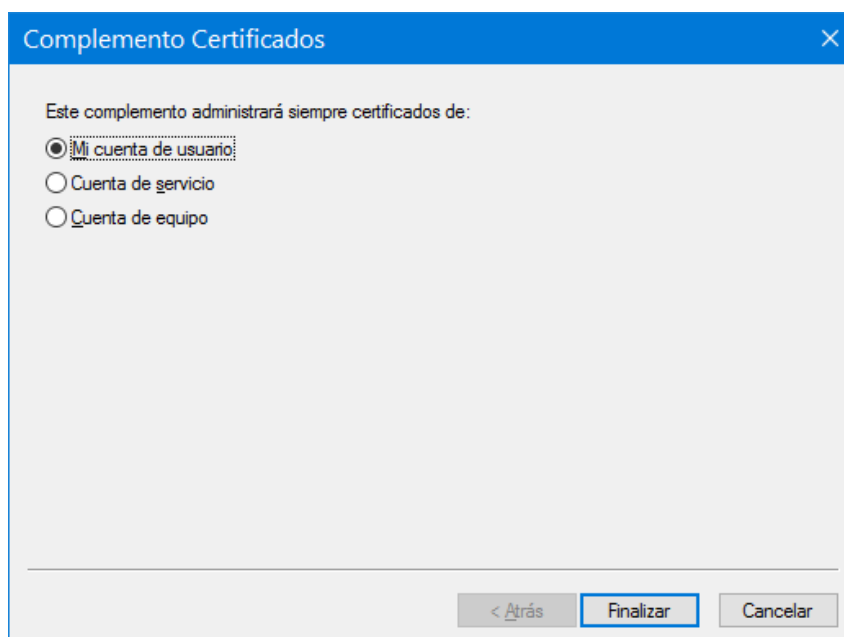 Complemento Certificados
Este complemento administrará siempre certificados de:
Mi cuenta de usuario
Cuenta de servicio
Cuenta de equipo
< Atrás Finalizar Cancelar